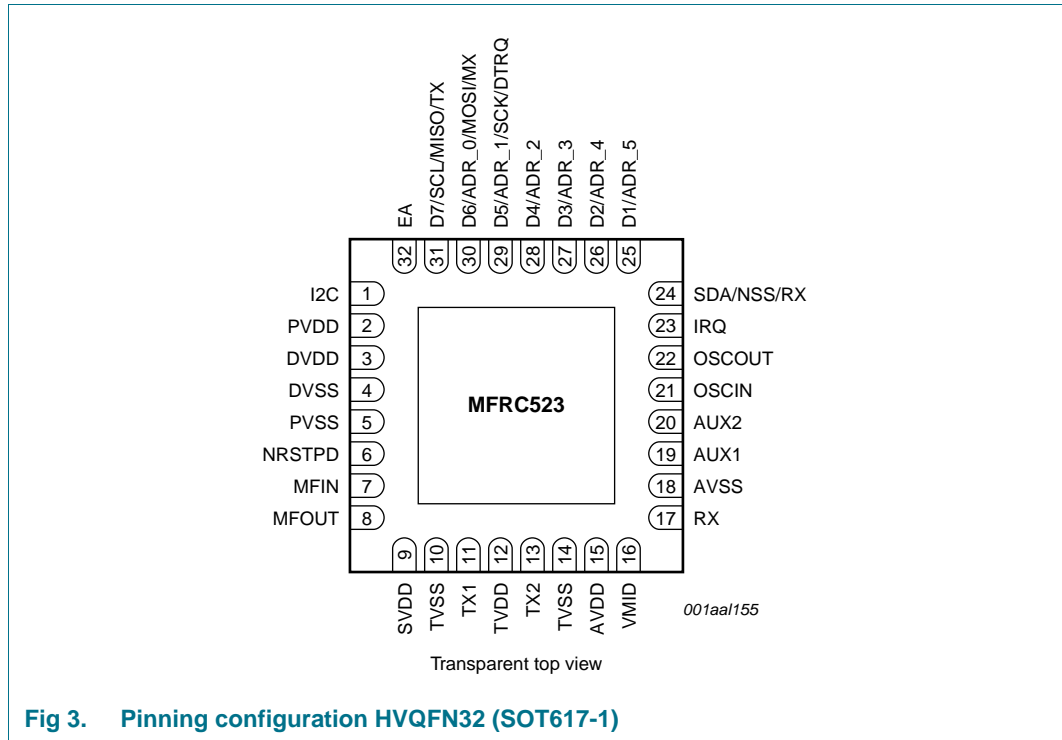 EA
D7/SCL/MISO/TX
D6/ADR_0/MOSI/MX
D5/ADR_1/SCK/DTRQ
D4/ADR_2
D3/ADR_3
D2/ADR_4
D1/ADR_5
32
31
30
29
28
27
26
25
I2C 1
PVDD 2
DVDD 3
DVSS 4
PVSS 5
NRSTPD 6
MFIN 7
MFOUT 8
MFRC523
24 SDA/NSS/RX
23 IRQ
22 OSCOUT
21 OSCIN
20 AUX2
19 AUX1
18 AVSS
17 RX
9
10
11
12
13
14
15
16
SVDD
TVSS
TX1
TVDD
TX2
TVSS
AVDD
VMID
001aal155
Transparent top view
Fig 3. Pinning configuration HVQFN32 (SOT617-1)